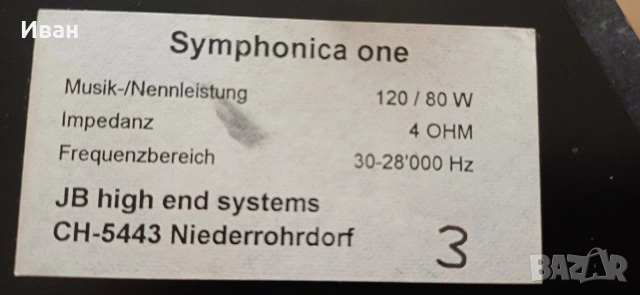 Иван
Symphonica one
Musik-/Nennleistung 120 / 80 W
Impedanz 4 OHM
Frequenzbereich 30-28'000 Hz
JB high end systems
CH-5443 Niederrohrdorf
3
BAZAR